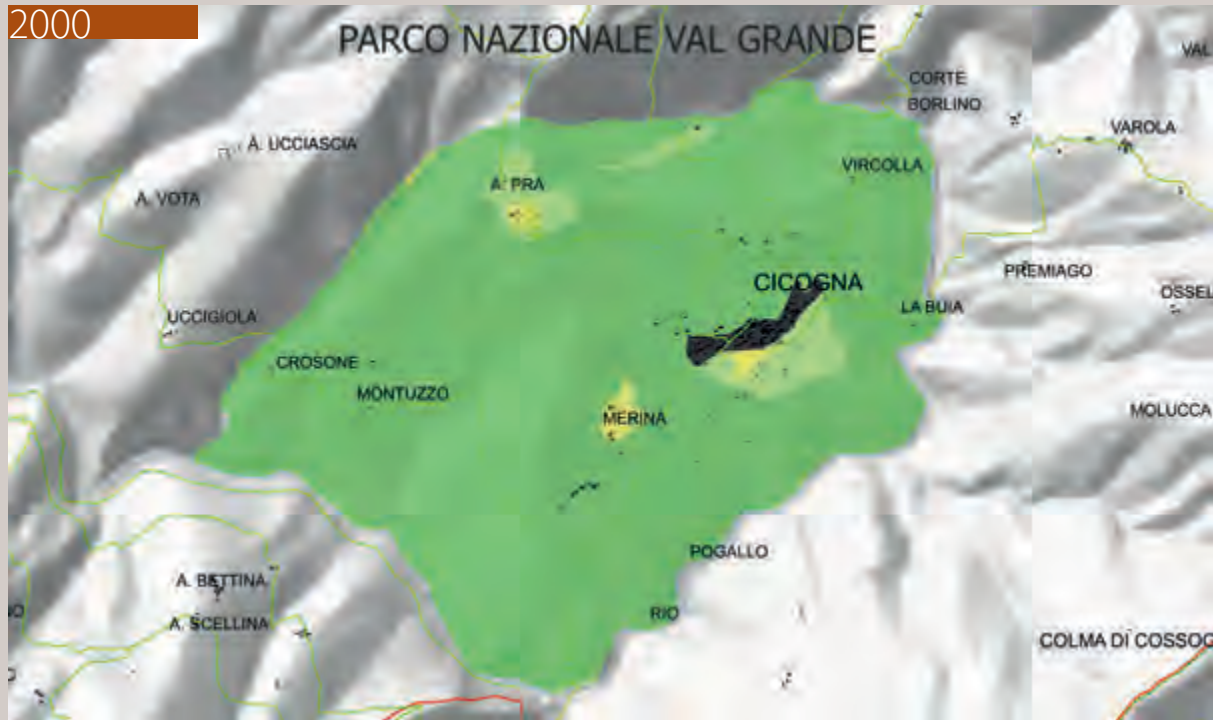 2000
PARCO NAZIONALE VAL GRANDE
VAL
CORTE
BORLINO
VAROLA
A. UCCIASCIA
VIRCOLLA
A. PRA
A. VOTA
PREMIAGO
CICOGNA
OSSEL
LA BUIA
UCCIGIOLA
CROSONE
MONTUZZO
MOLUCCA
MERINA
POGALLO
A. BETTINA
RIO
A. SCELLINA
COLMA DI COSSOG